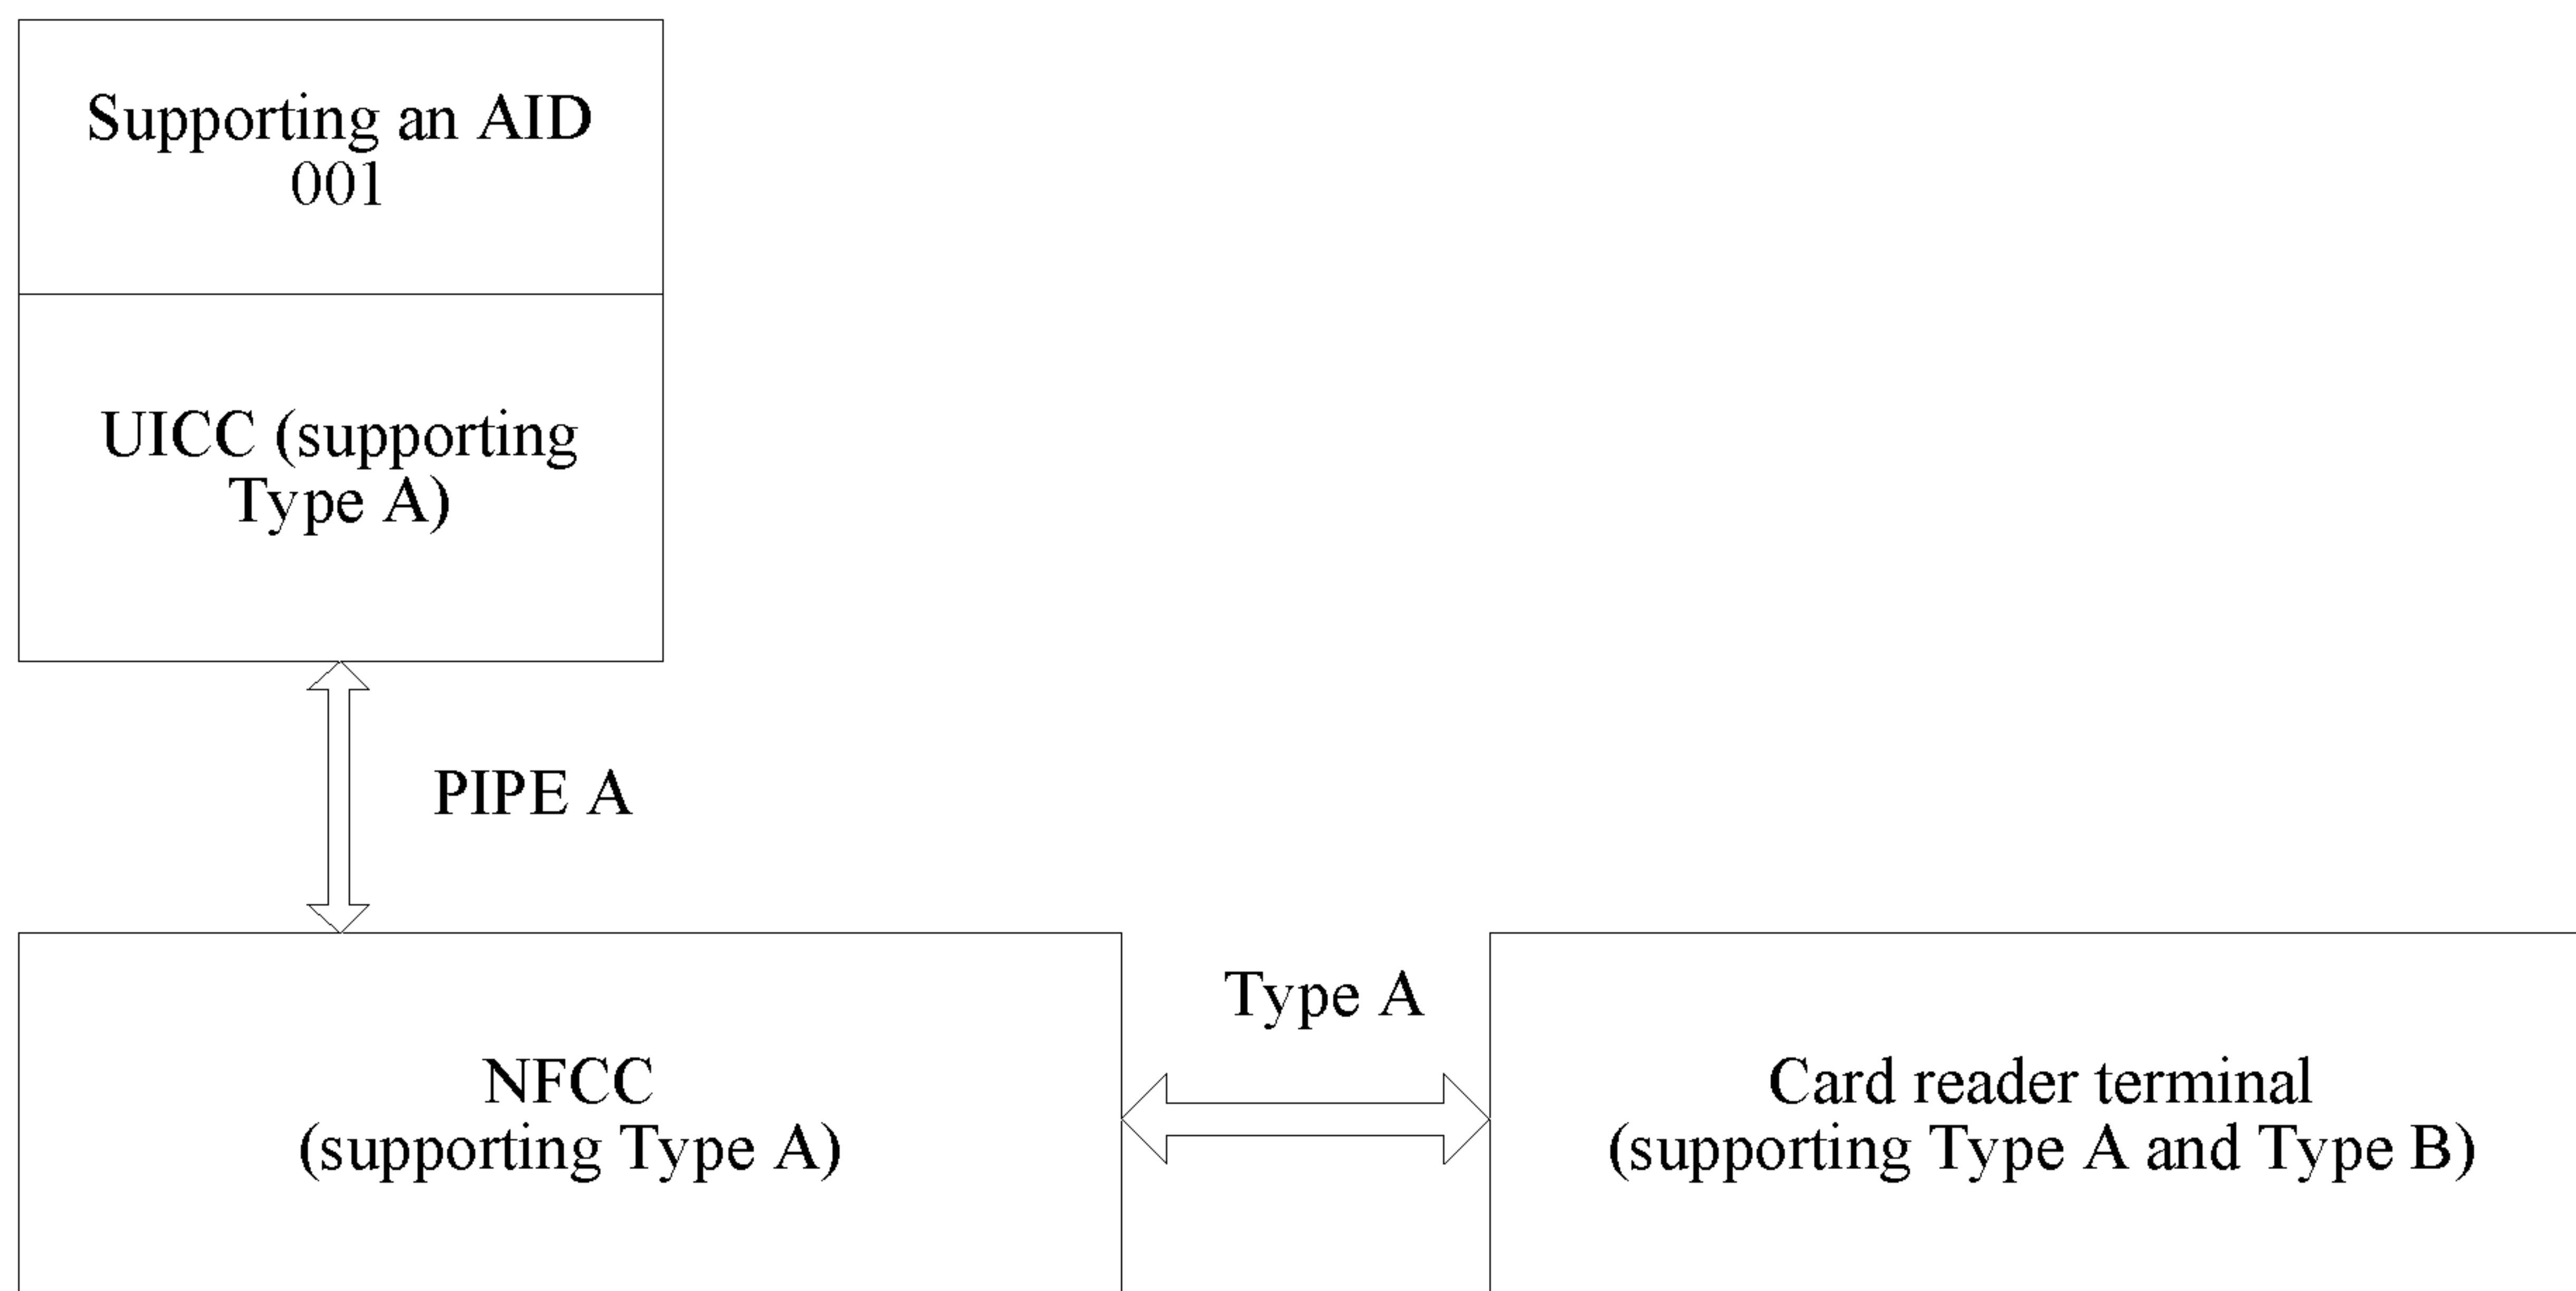 Supporting an AID
001
UICC (supporting
Type A)
PIPE A
Type A
NFCC
(supporting Type A)
Card reader terminal
(supporting Type A and Type B)